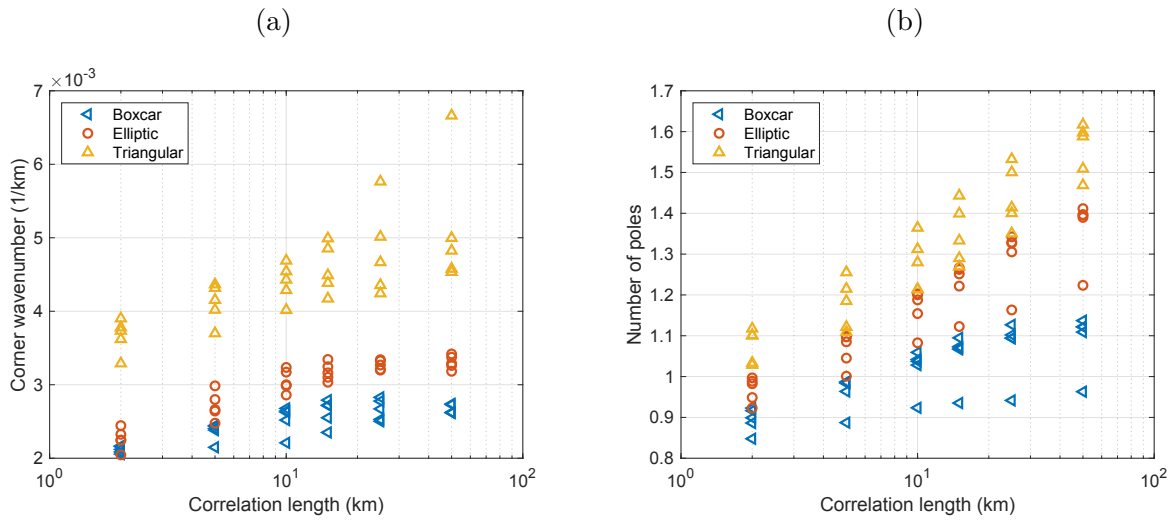 (a)
×10⁻³
7
6
5
4
3
2
Corner wavenumber (1/km)
Boxcar
Elliptic
Triangular
10⁰
10¹
10²
Correlation length (km)
(b)
1.7
1.6
1.5
1.4
1.3
1.2
1.1
1
0.9
0.8
Number of poles
Boxcar
Elliptic
Triangular
10⁰
10¹
10²
Correlation length (km)